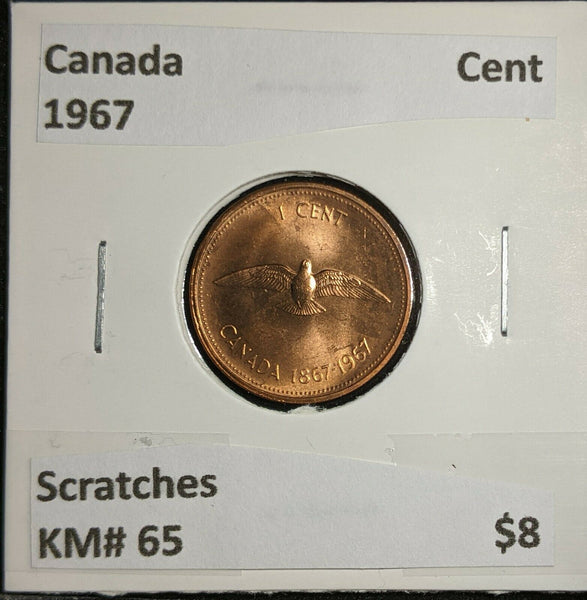 Canada Cent
1967
1 CENT
CANADA 1867-1967
Scratches
KM# 65 $8